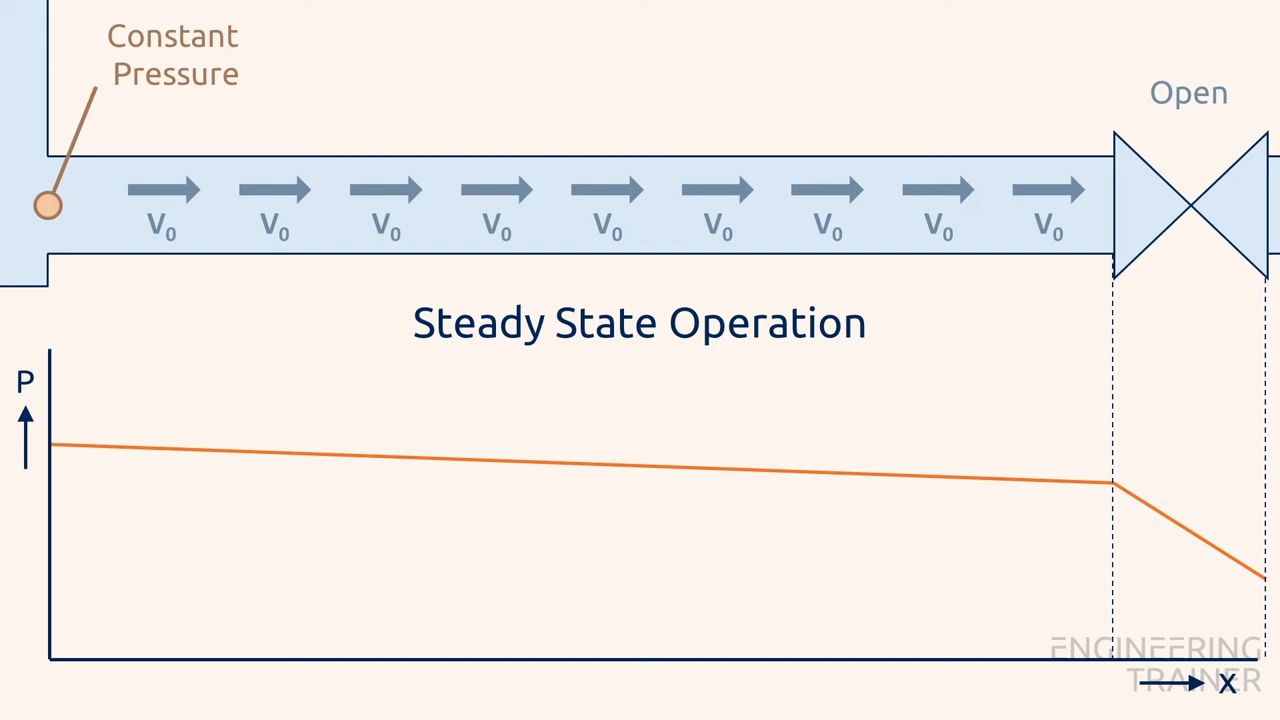 Constant
Pressure
Open
V0 V0 V0 V0 V0 V0 V0 V0 V0
Steady State Operation
P
ENGINEERING
TRAINER
X